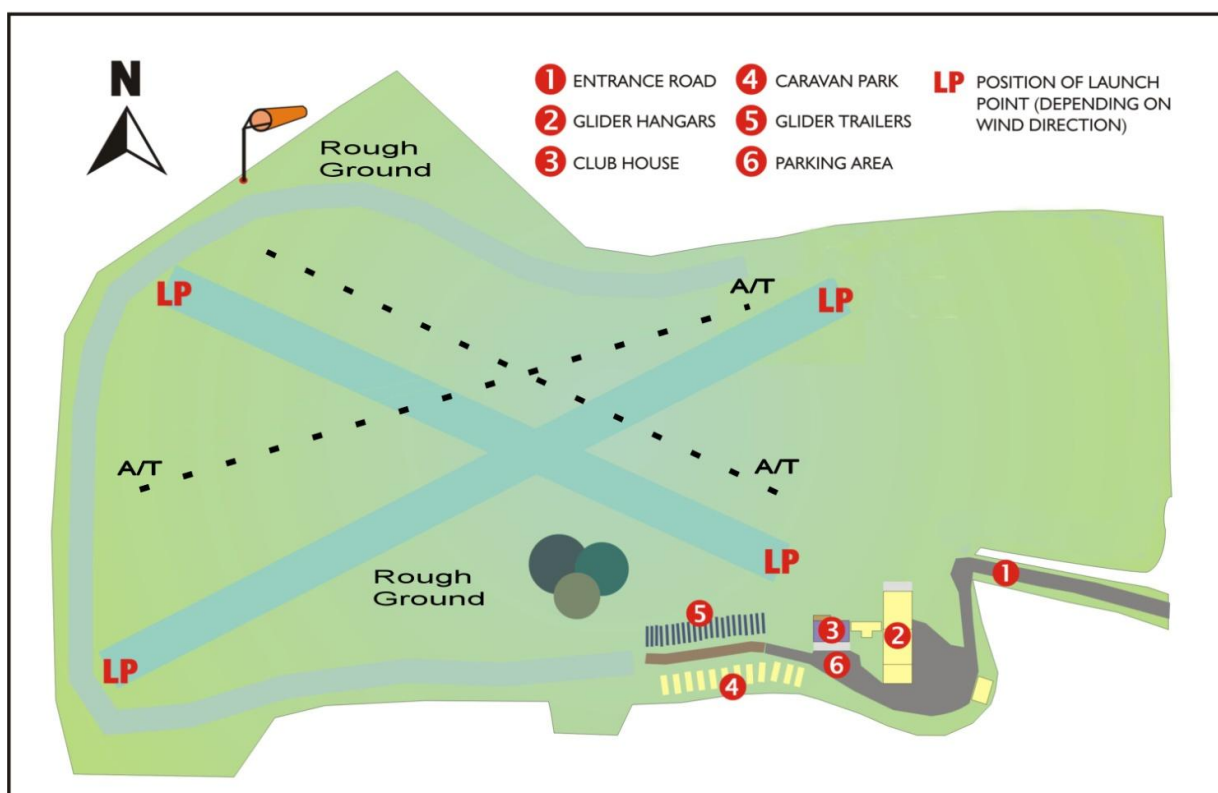 N
1 ENTRANCE ROAD
2 GLIDER HANGARS
3 CLUB HOUSE
4 CARAVAN PARK
5 GLIDER TRAILERS
6 PARKING AREA
LP POSITION OF LAUNCH
POINT (DEPENDING ON
WIND DIRECTION)
Rough
Ground
LP
A/T
LP
A/T
A/T
LP
Rough
Ground
1
5
3
2
LP
6
4